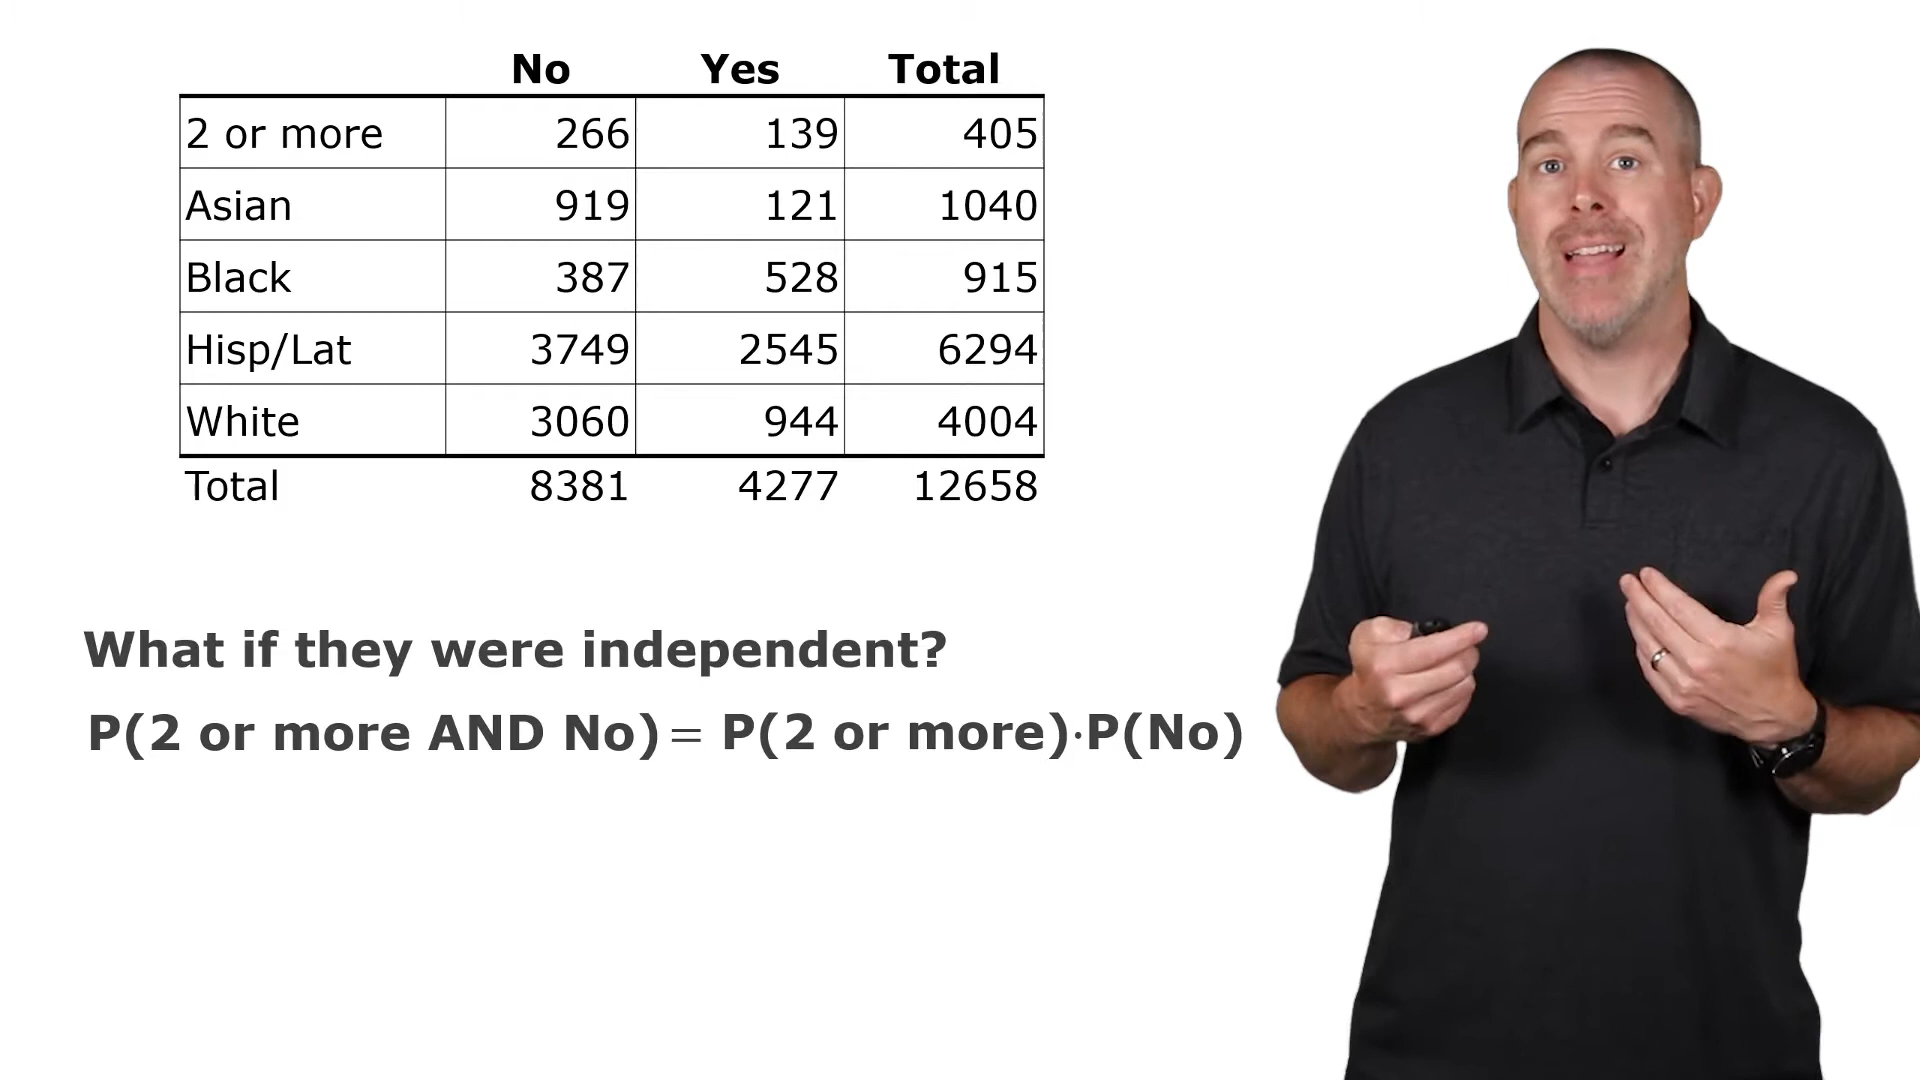 No Yes Total
2 or more 266 139 405
Asian 919 121 1040
Black 387 528 915
Hisp/Lat 3749 2545 6294
White 3060 944 4004
Total 8381 4277 12658
What if they were independent?
P(2 or more AND No) = P(2 or more)·P(No)